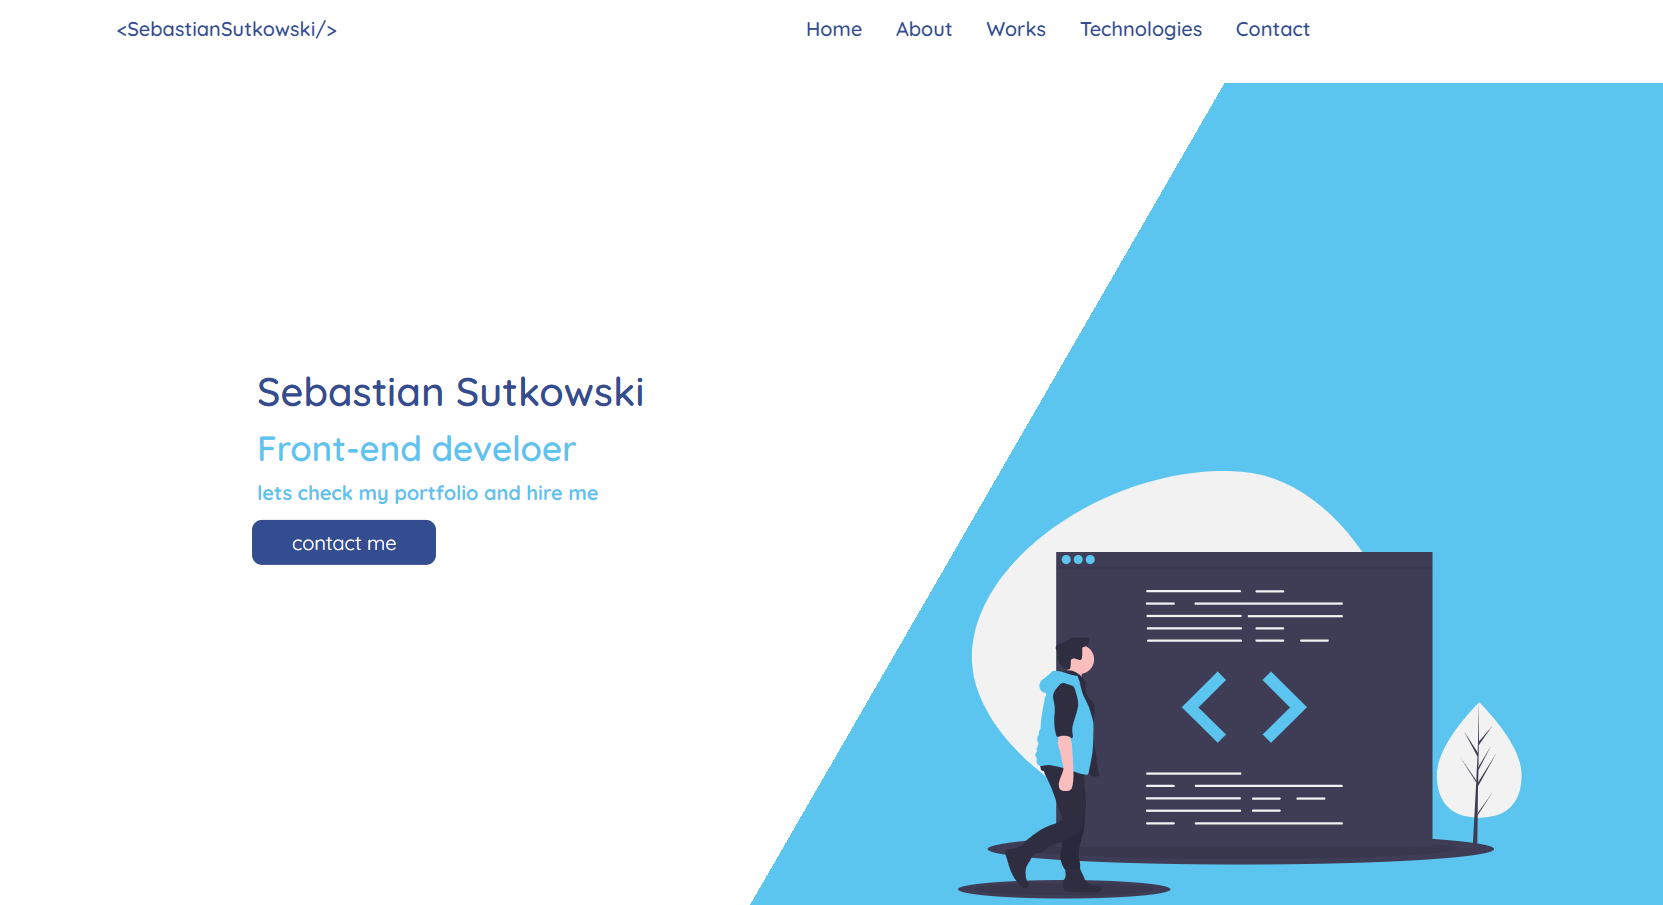 <SebastianSutkowski/>
Home About Works Technologies Contact
Sebastian Sutkowski
Front-end develoer
lets check my portfolio and hire me
contact me